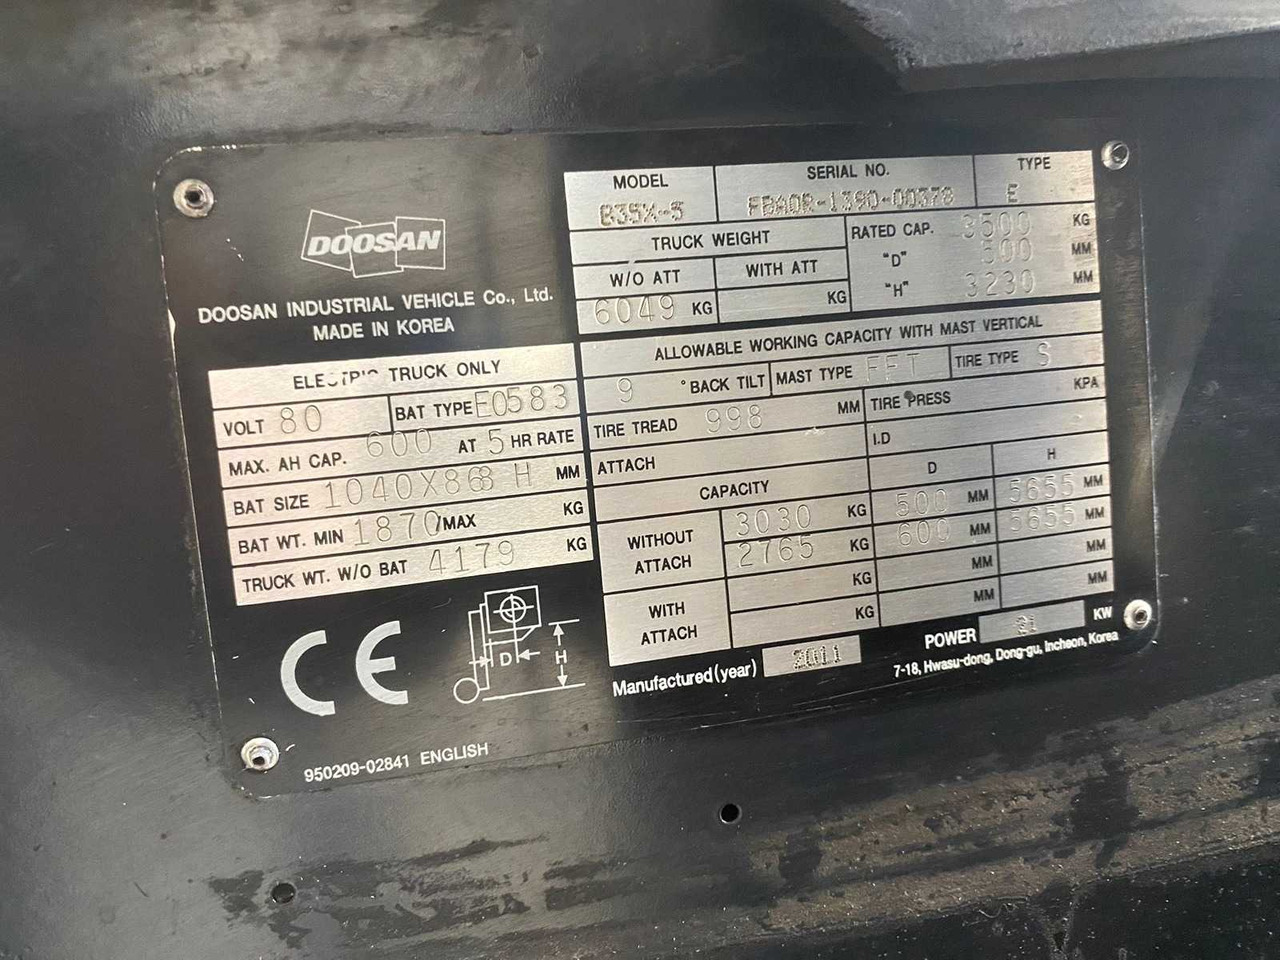 DOOSAN
DOOSAN INDUSTRIAL VEHICLE Co., Ltd.
MADE IN KOREA
ELECTRIC TRUCK ONLY
VOLT 80 BAT TYPE E0583
MAX. AH CAP. 600 AT 5 HR RATE
BAT SIZE 1040X868 H MM
BAT WT. MIN 1870/MAX KG
TRUCK WT. W/O BAT 4179 KG
D H
950209-02841 ENGLISH
MODEL SERIAL NO. TYPE
B35X-5 FBA0R-1390-00378 E
TRUCK WEIGHT RATED CAP. 3500 KG
W/O ATT WITH ATT "D" 500 MM
6049 KG KG "H" 3230 MM
ALLOWABLE WORKING CAPACITY WITH MAST VERTICAL
9 ° BACK TILT MAST TYPE FFT TIRE TYPE S
TIRE TREAD 998 MM TIRE PRESS KPA
ATTACH I.D
CAPACITY D H
WITHOUT ATTACH 3030 KG 500 MM 5655 MM
2765 KG 600 MM 5655 MM
WITH ATTACH KG MM MM
KG MM MM
Manufactured (year) 2011 POWER 21 KW
7-18, Hwasu-dong, Dong-gu, Incheon, Korea